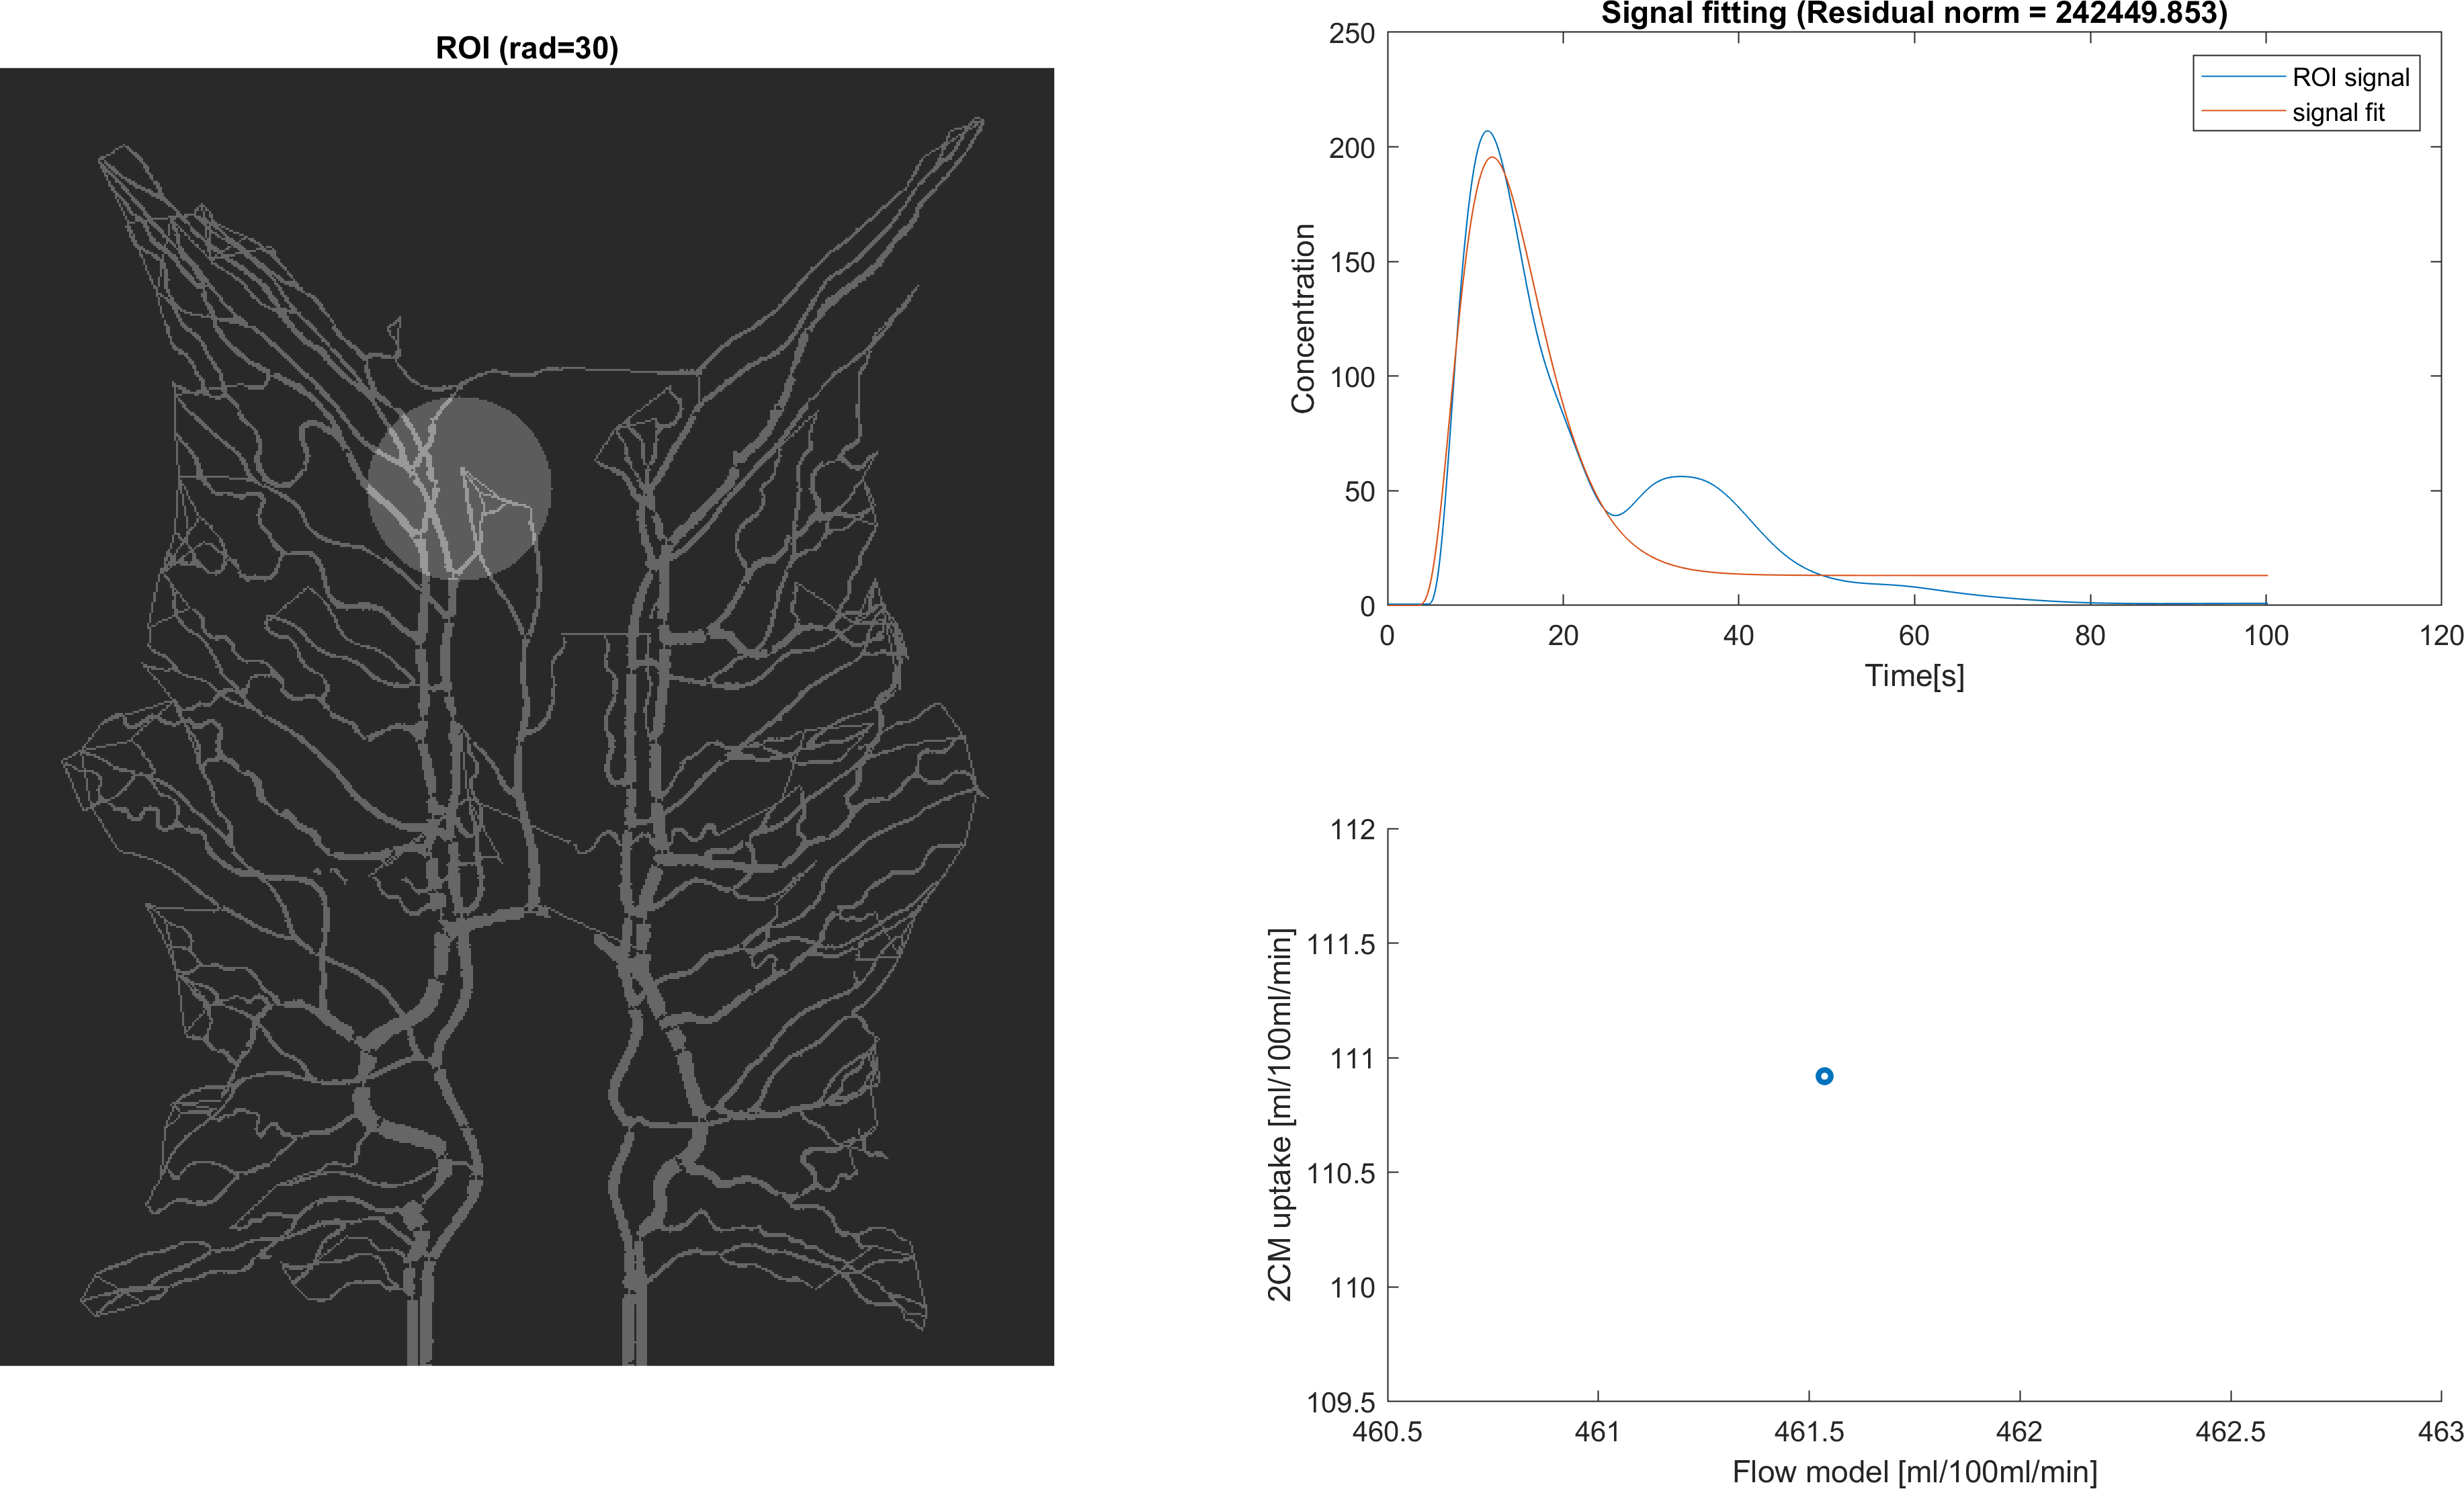 ROI (rad=30)
Signal fitting (Residual norm = 242449.853)
250
200
150
100
50
0
Concentration
ROI signal
signal fit
0 20 40 60 80 100 120
Time[s]
112
111.5
111
110.5
110
109.5
2CM uptake [ml/100ml/min]
460.5 461 461.5 462 462.5 463
Flow model [ml/100ml/min]